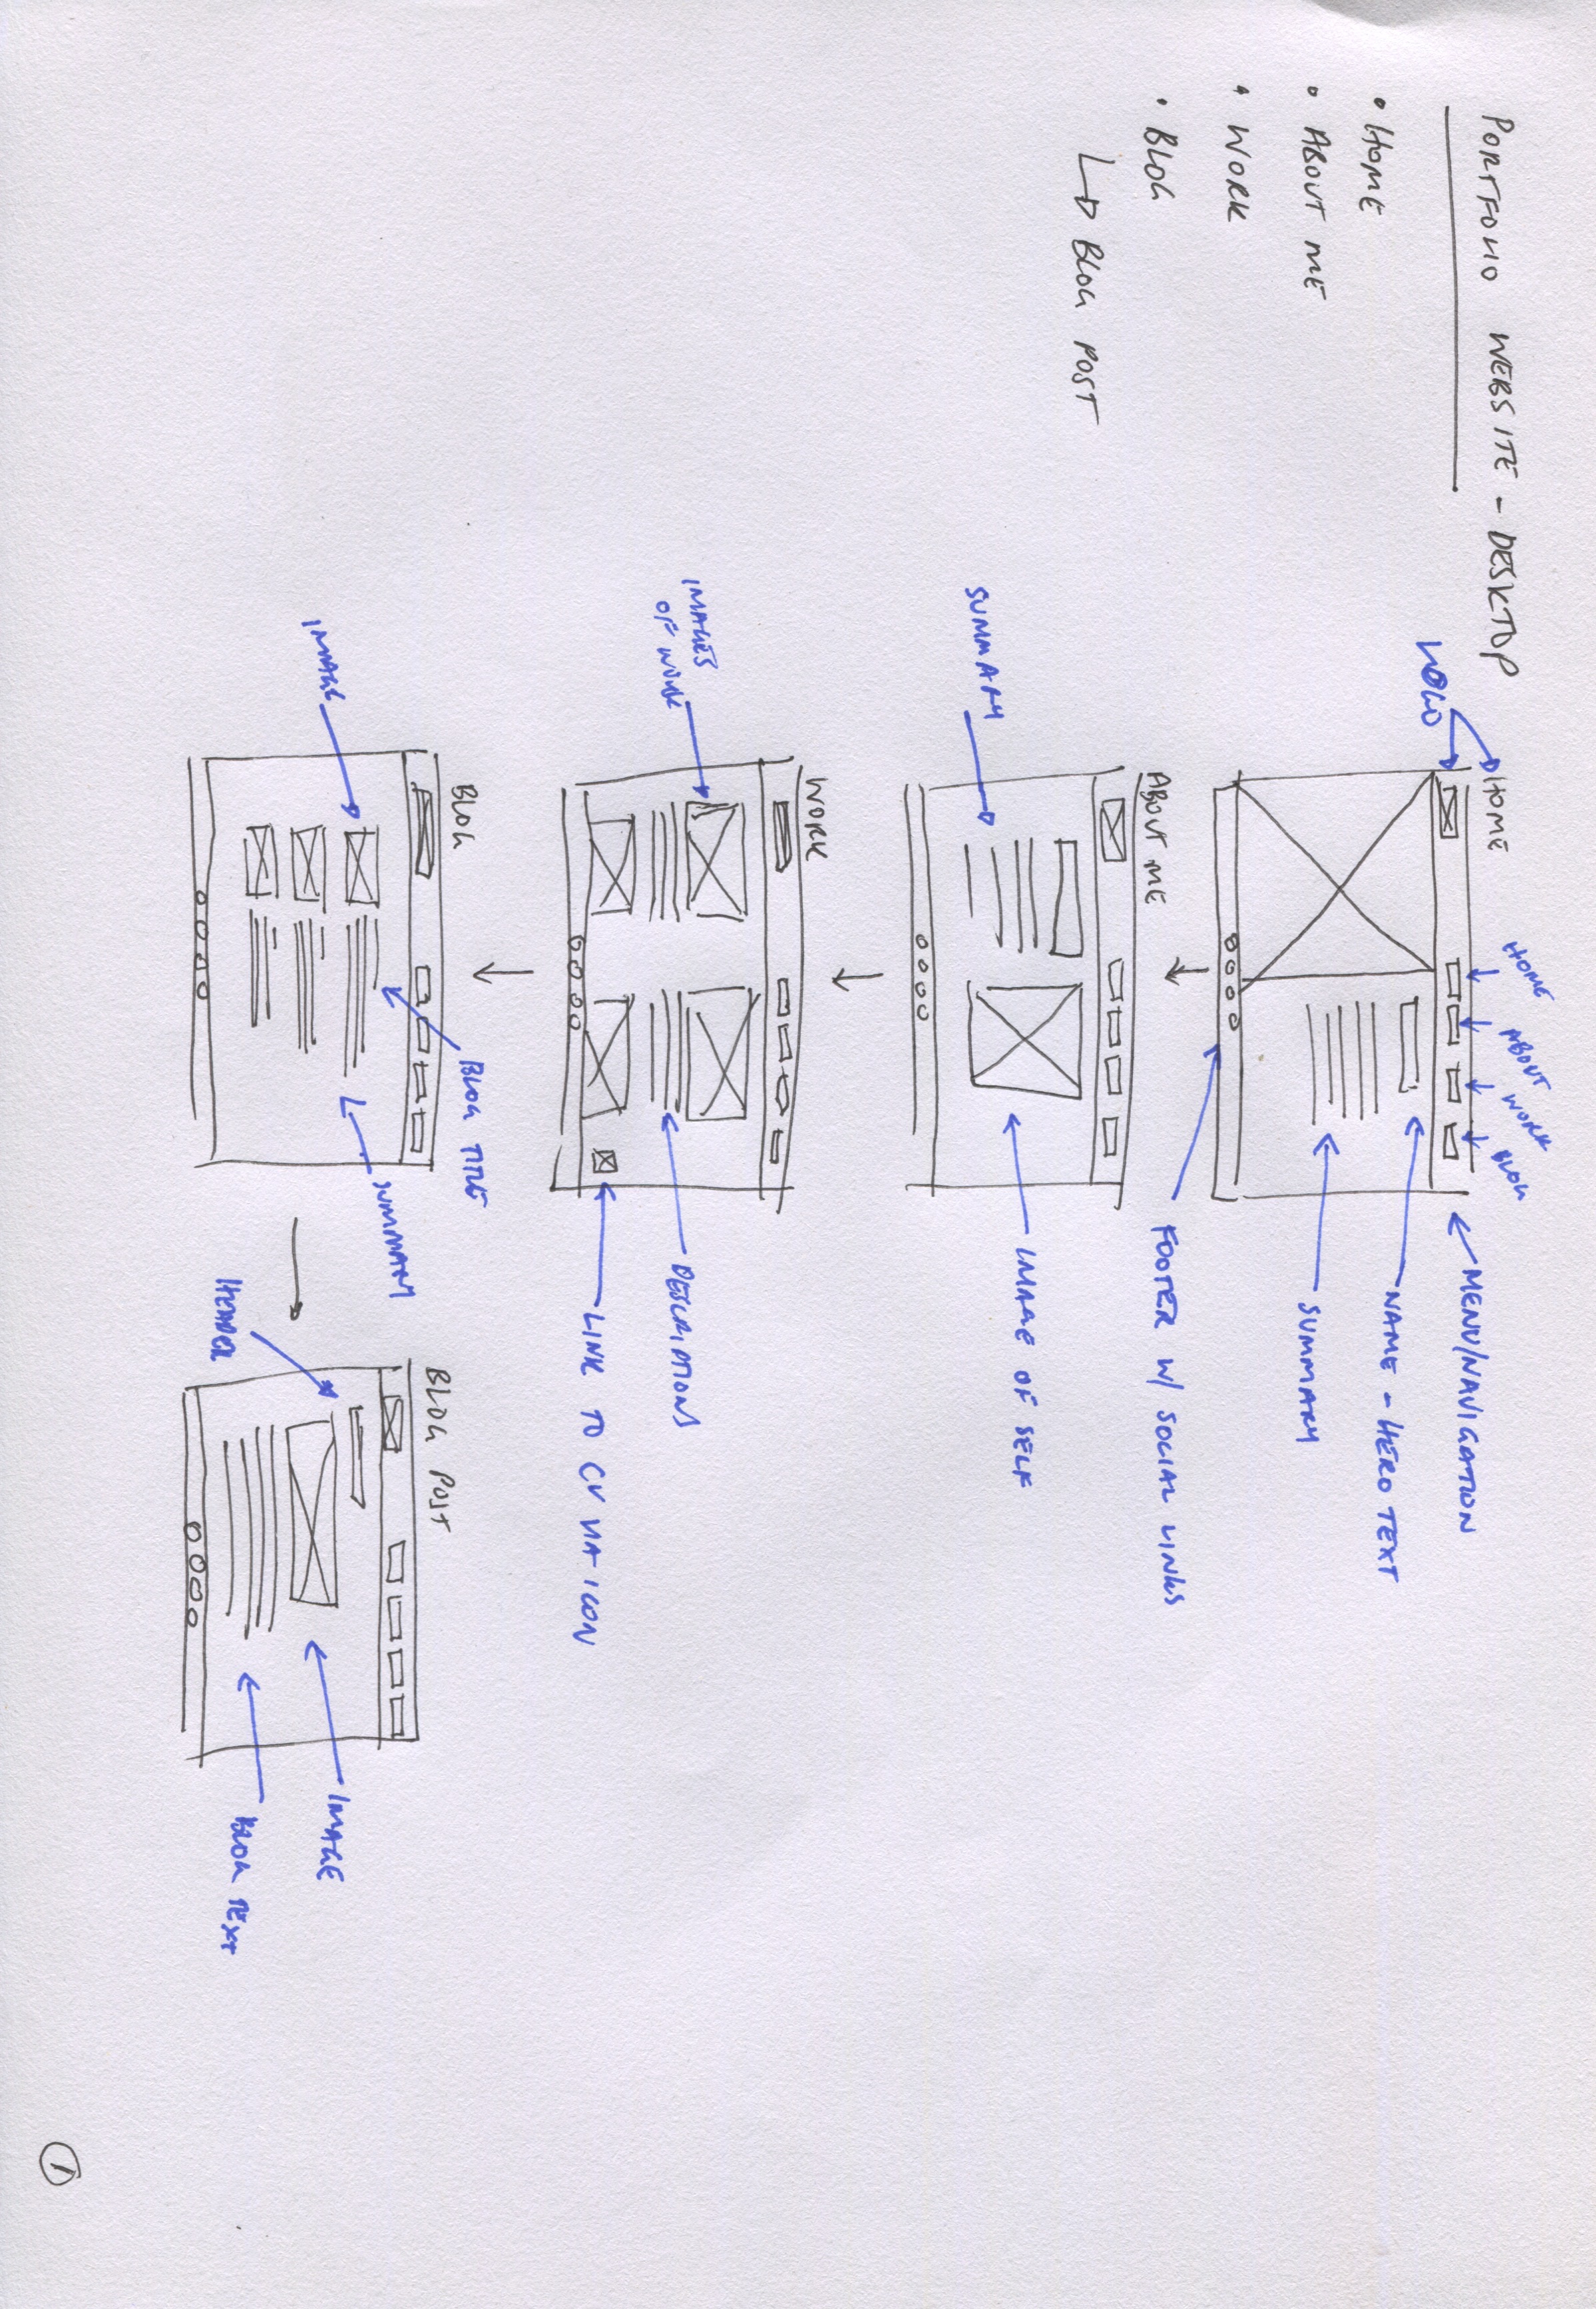 PORTFOLIO WEBSITE - DESKTOP
• HOME
• ABOUT ME
• WORK
• BLOG
BLOG POST
HOME
HOME
ABOUT
WORK
BLOG
LOGO
MENU/NAVIGATION
NAME - HERO TEXT
SUMMARY
FOOTER W/ SOCIAL LINKS
ABOUT ME
SUMMARY
IMAGE OF SELF
WORK
IMAGES
OF WORK
DESCRIPTIONS
LINK TO CV VIA ICON
BLOG
BLOG TITLE
SUMMARY
IMAGE
BLOG POST
IMAGE
HEADER
BLOG TEXT
1